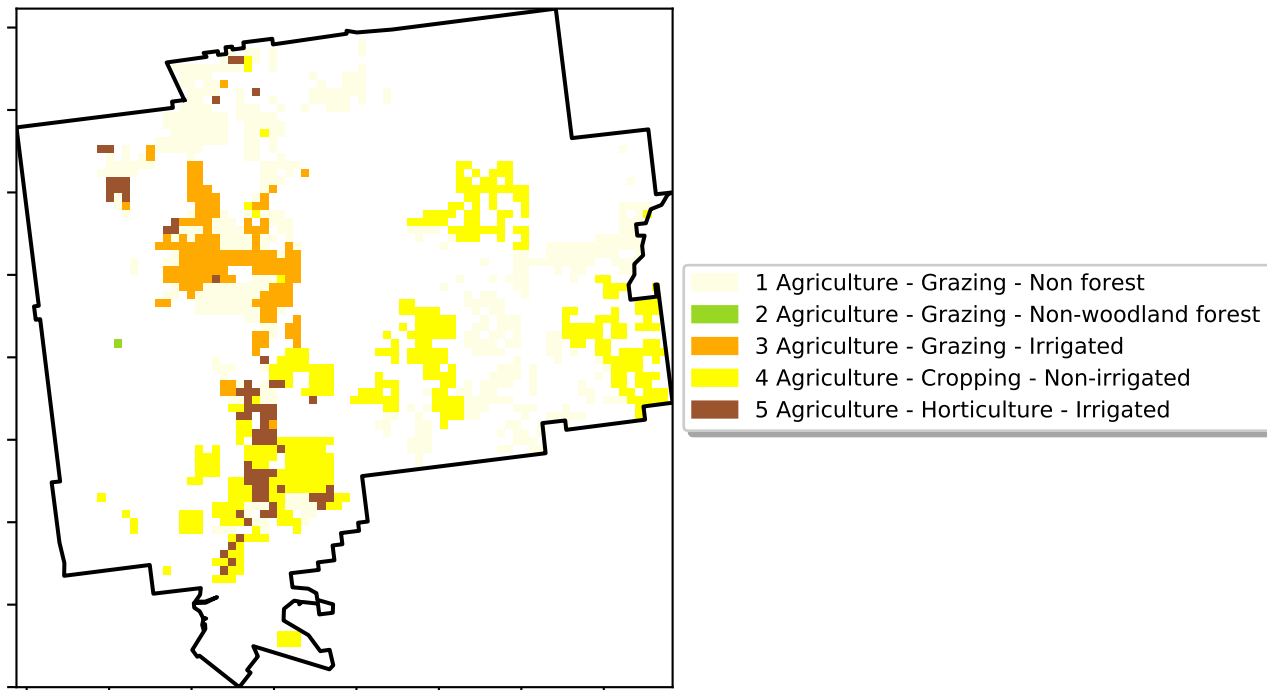 1 Agriculture - Grazing - Non forest
2 Agriculture - Grazing - Non-woodland forest
3 Agriculture - Grazing - Irrigated
4 Agriculture - Cropping - Non-irrigated
5 Agriculture - Horticulture - Irrigated